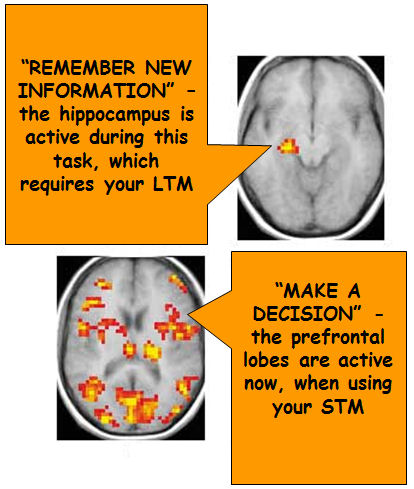 “REMEMBER NEW
INFORMATION” –
the hippocampus is
active during this
task, which
requires your LTM
“MAKE A
DECISION” –
the prefrontal
lobes are active
now, when using
your STM